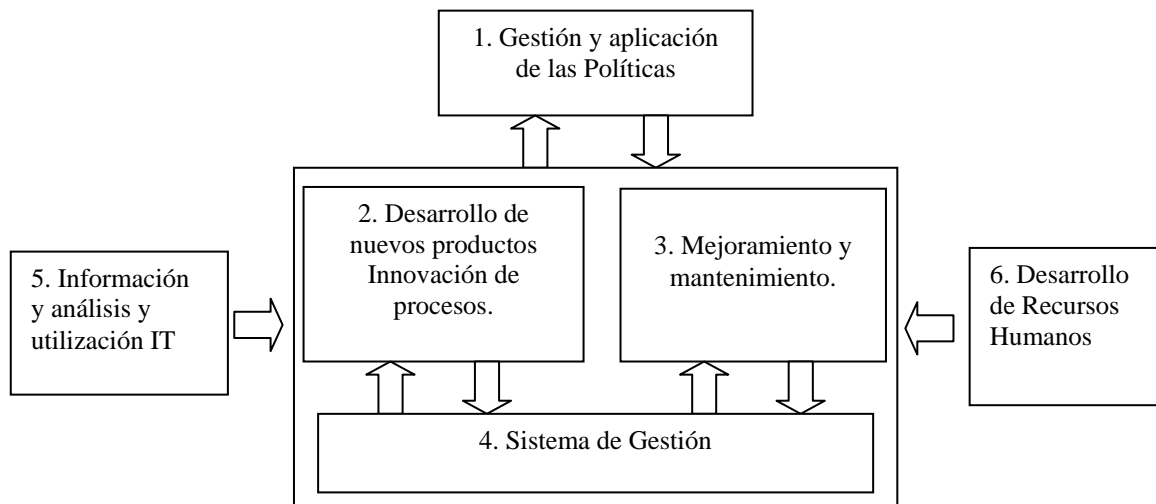 1. Gestión y aplicación
de las Políticas
2. Desarrollo de
nuevos productos
Innovación de
procesos.
3. Mejoramiento y
mantenimiento.
5. Información
y análisis y
utilización IT
6. Desarrollo
de Recursos
Humanos
4. Sistema de Gestión